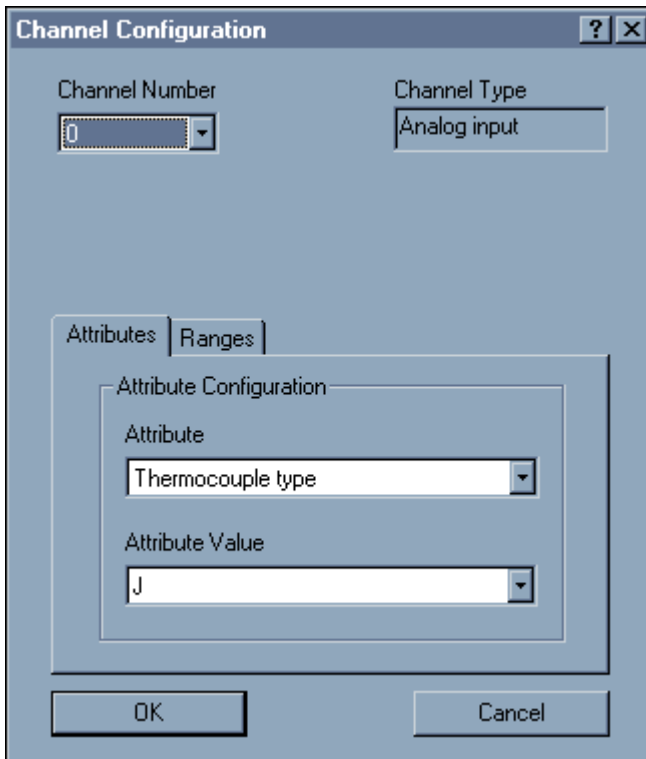 Channel Configuration ?
Channel Number
Channel Type
0
Analog input
Attributes
Ranges
Attribute Configuration
Attribute
Thermocouple type
Attribute Value
J
OK
Cancel